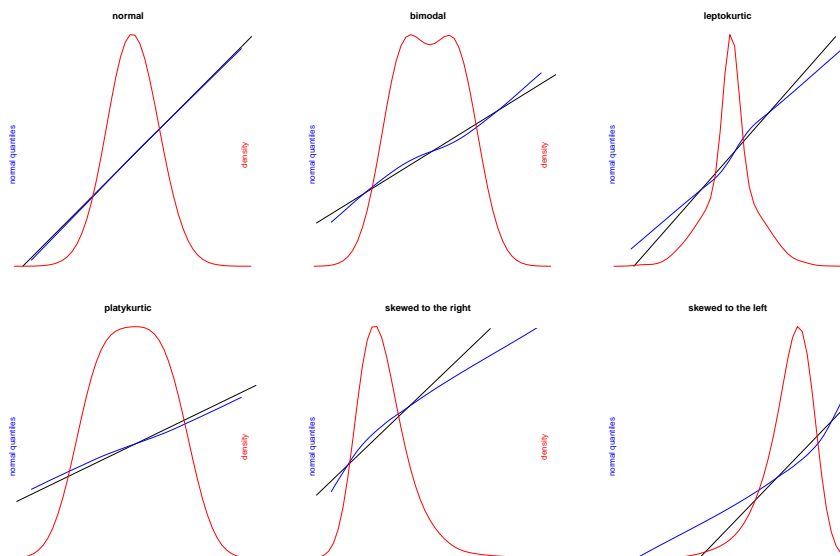 normal
bimodal
leptokurtic
normal quantiles
density
normal quantiles
density
normal quantiles
platykurtic
skewed to the right
skewed to the left
normal quantiles
density
normal quantiles
density
normal quantiles